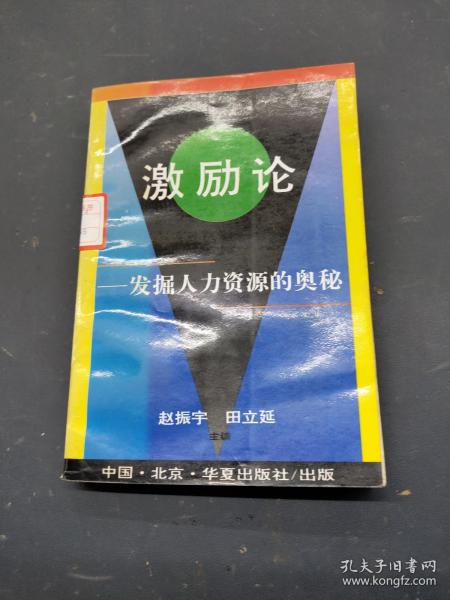 激励论
——发掘人力资源的奥秘
赵振宇 田立延
主编
中国·北京·华夏出版社/出版
孔夫子旧书网
www.kongfz.com